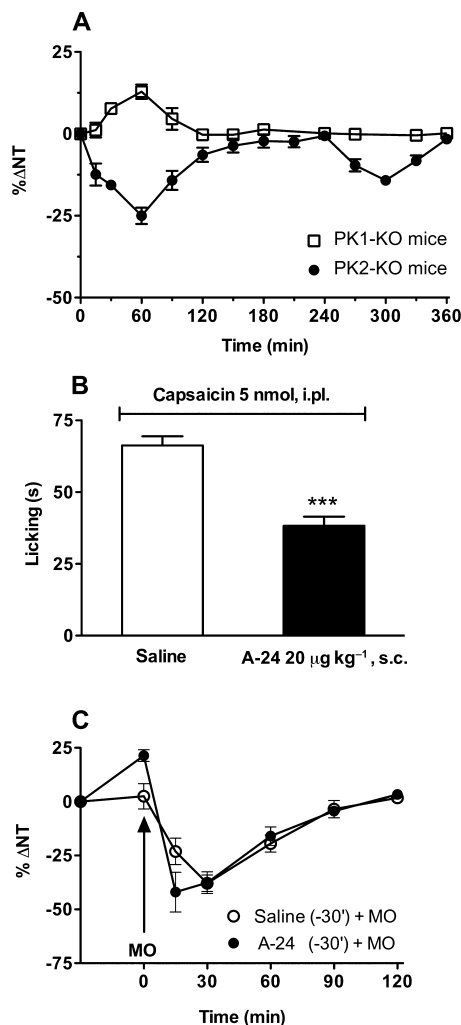 A
25
0
-25
-50
%ΔNT
PK1-KO mice
PK2-KO mice
0 60 120 180 240 300 360
Time (min)
B
Capsaicin 5 nmol, i.pl.
75
50
25
0
Licking (s)
***
Saline A-24 20 μg kg⁻¹, s.c.
C
25
0
-25
-50
-75
% ΔNT
MO
Saline (-30') + MO
A-24 (-30') + MO
0 30 60 90 120
Time (min)